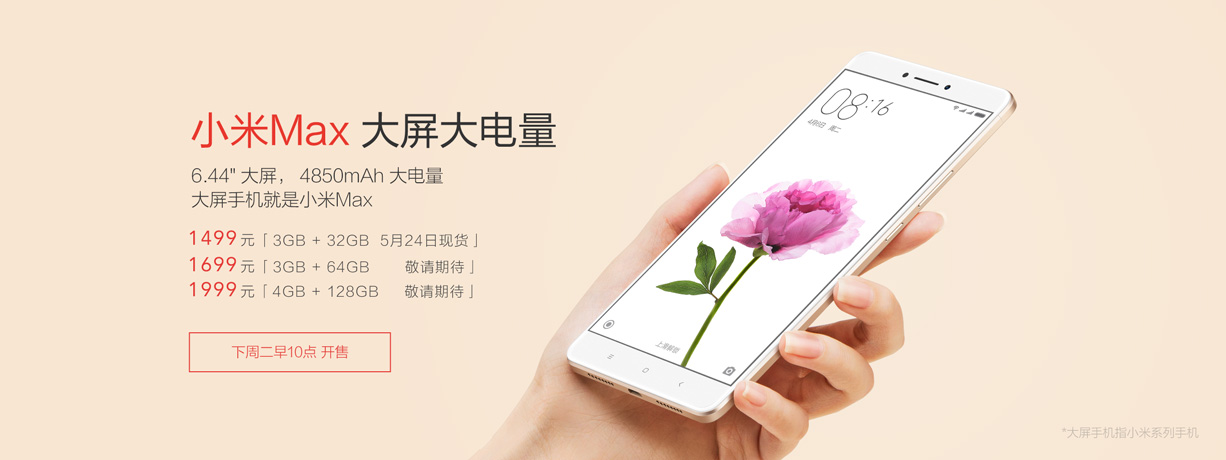 小米Max 大屏大电量
6.44" 大屏， 4850mAh 大电量
大屏手机就是小米Max
1499元「 3GB + 32GB 5月24日现货 」
1699元「 3GB + 64GB 敬请期待 」
1999元「 4GB + 128GB 敬请期待 」
下周二早10点 开售
08:16
上滑解锁
*大屏手机指小米系列手机